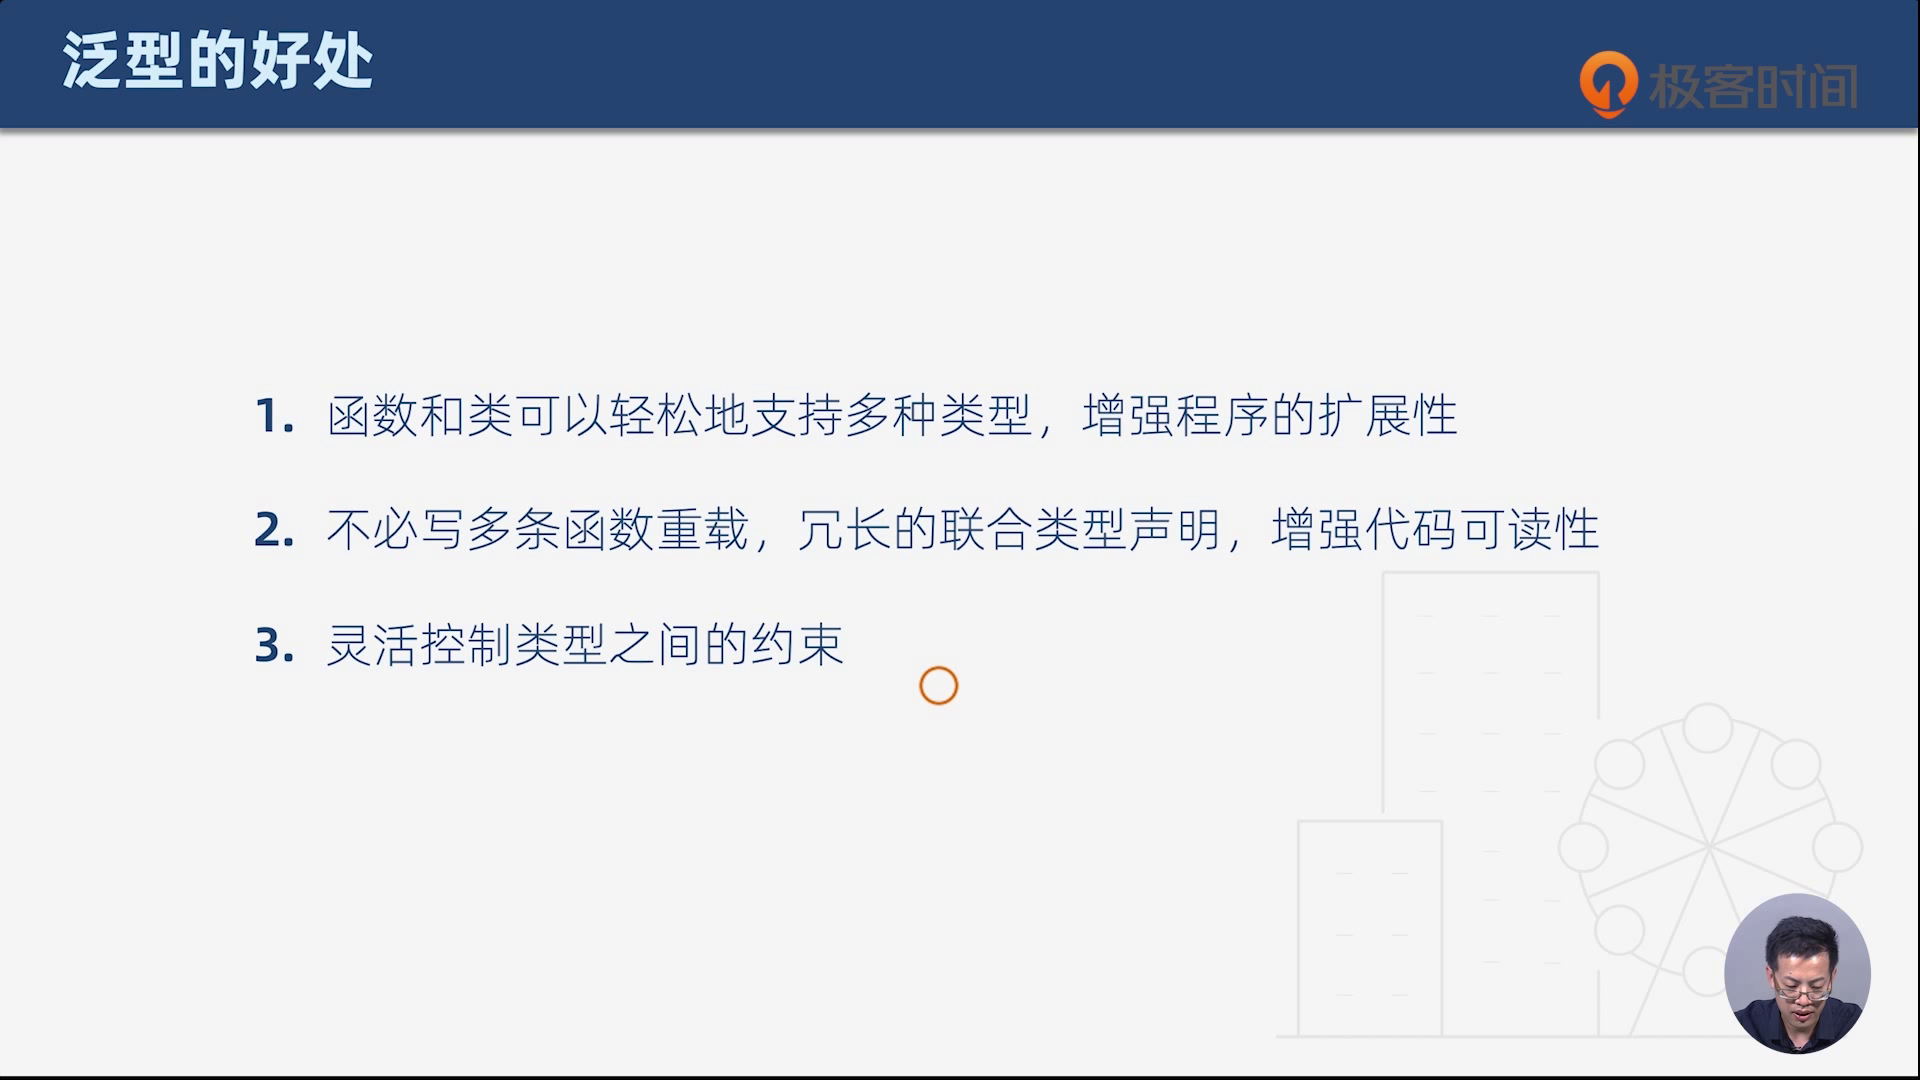 泛型的好处
极客时间
1. 函数和类可以轻松地支持多种类型，增强程序的扩展性
2. 不必写多条函数重载，冗长的联合类型声明，增强代码可读性
3. 灵活控制类型之间的约束